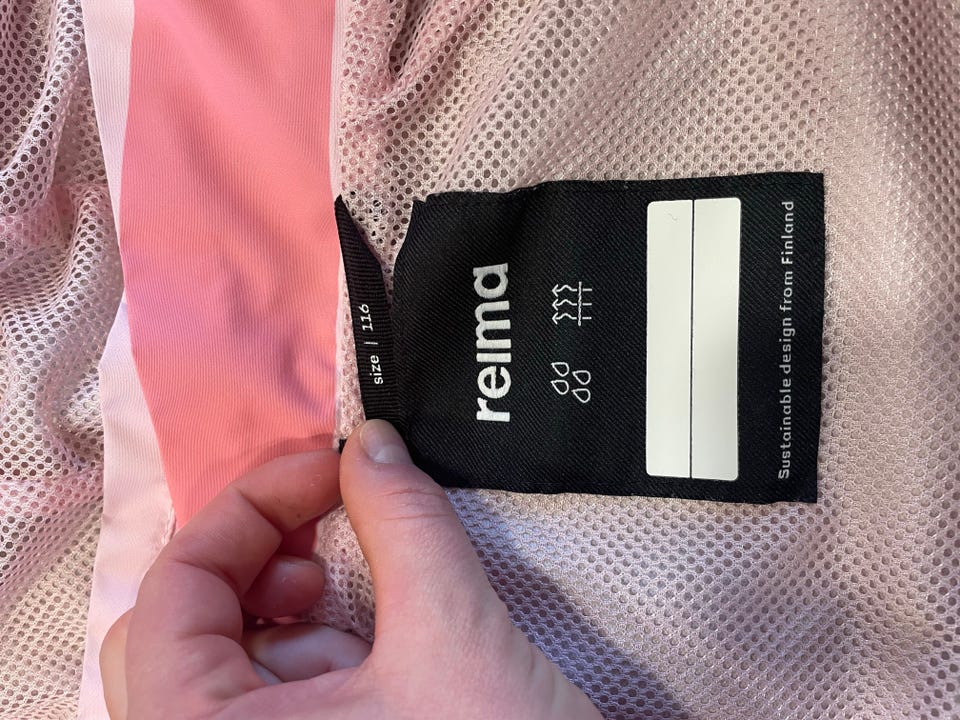 size | 116
reima
Sustainable design from Finland